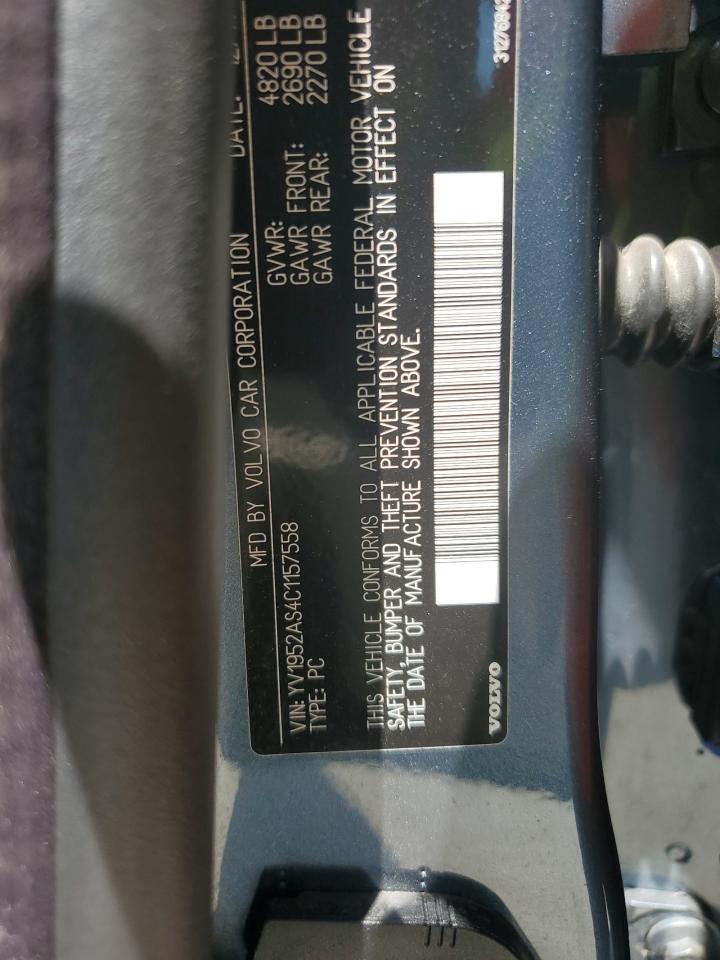 MFD BY VOLVO CAR CORPORATION DATE:
VIN: YV1952AS4C1157558 GVWR: 4820 LB
TYPE: PC GAWR FRONT: 2690 LB
GAWR REAR: 2270 LB
THIS VEHICLE CONFORMS TO ALL APPLICABLE FEDERAL MOTOR VEHICLE
SAFETY, BUMPER AND THEFT PREVENTION STANDARDS IN EFFECT ON
THE DATE OF MANUFACTURE SHOWN ABOVE.
VOLVO